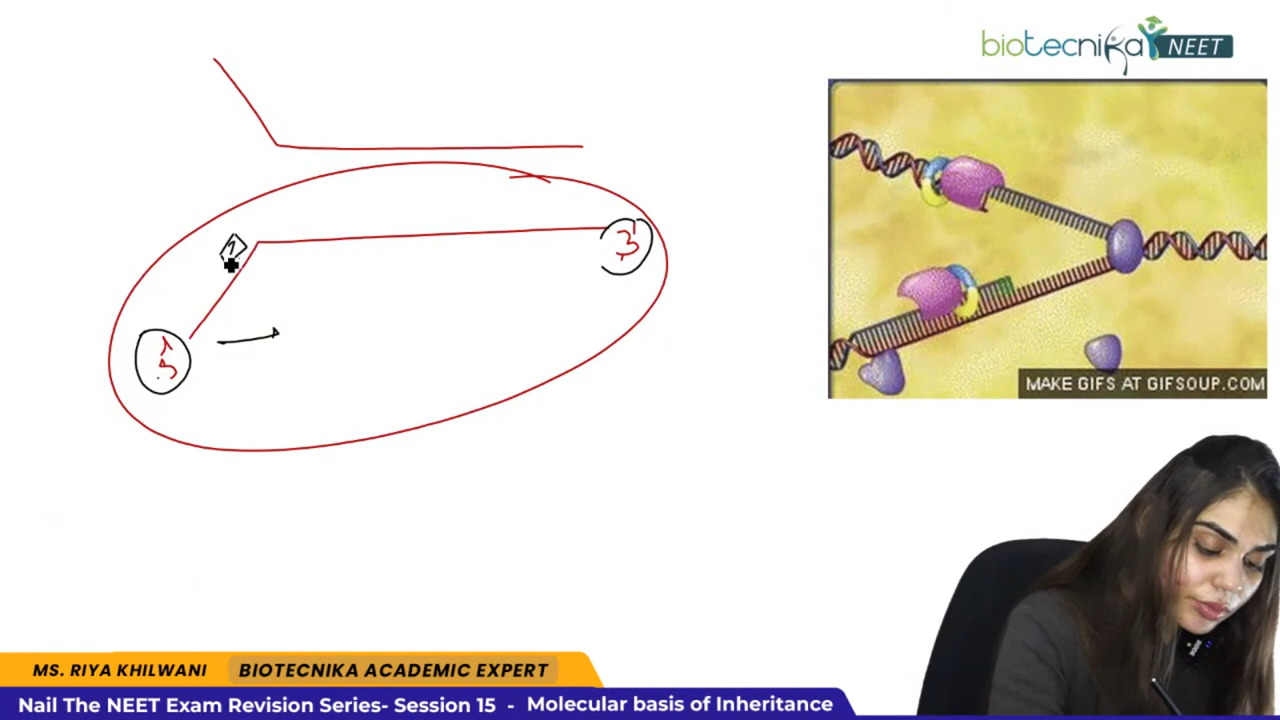 biotecnika NEET
3'
5'
MAKE GIFS AT GIFSOUP.COM
MS. RIYA KHILWANI BIOTECNIKA ACADEMIC EXPERT
Nail The NEET Exam Revision Series- Session 15 - Molecular basis of Inheritance